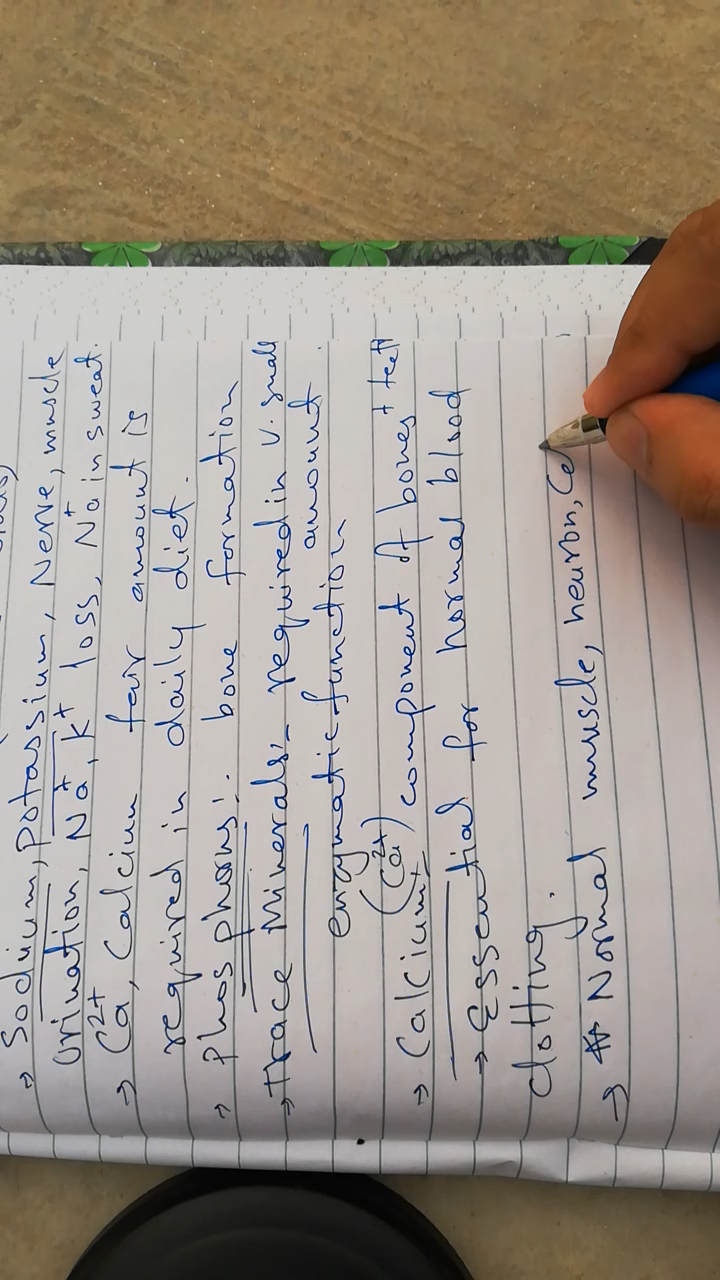 → Sodium, Potassium, Nerve, muscle
Urination, Na⁺, K⁺ loss, Na⁺ in sweat.
→ Ca²⁺, Calcium fair amount is
required in daily diet.
→ phosphorus:- bone formation
→ Trace Minerals:- required in v. small
amount.
enzymatic function
→ Calcium:- (Ca²⁺) component of bones + teeth
→ Essential for normal blood
clotting.
→ Normal muscle, neuron, Ce